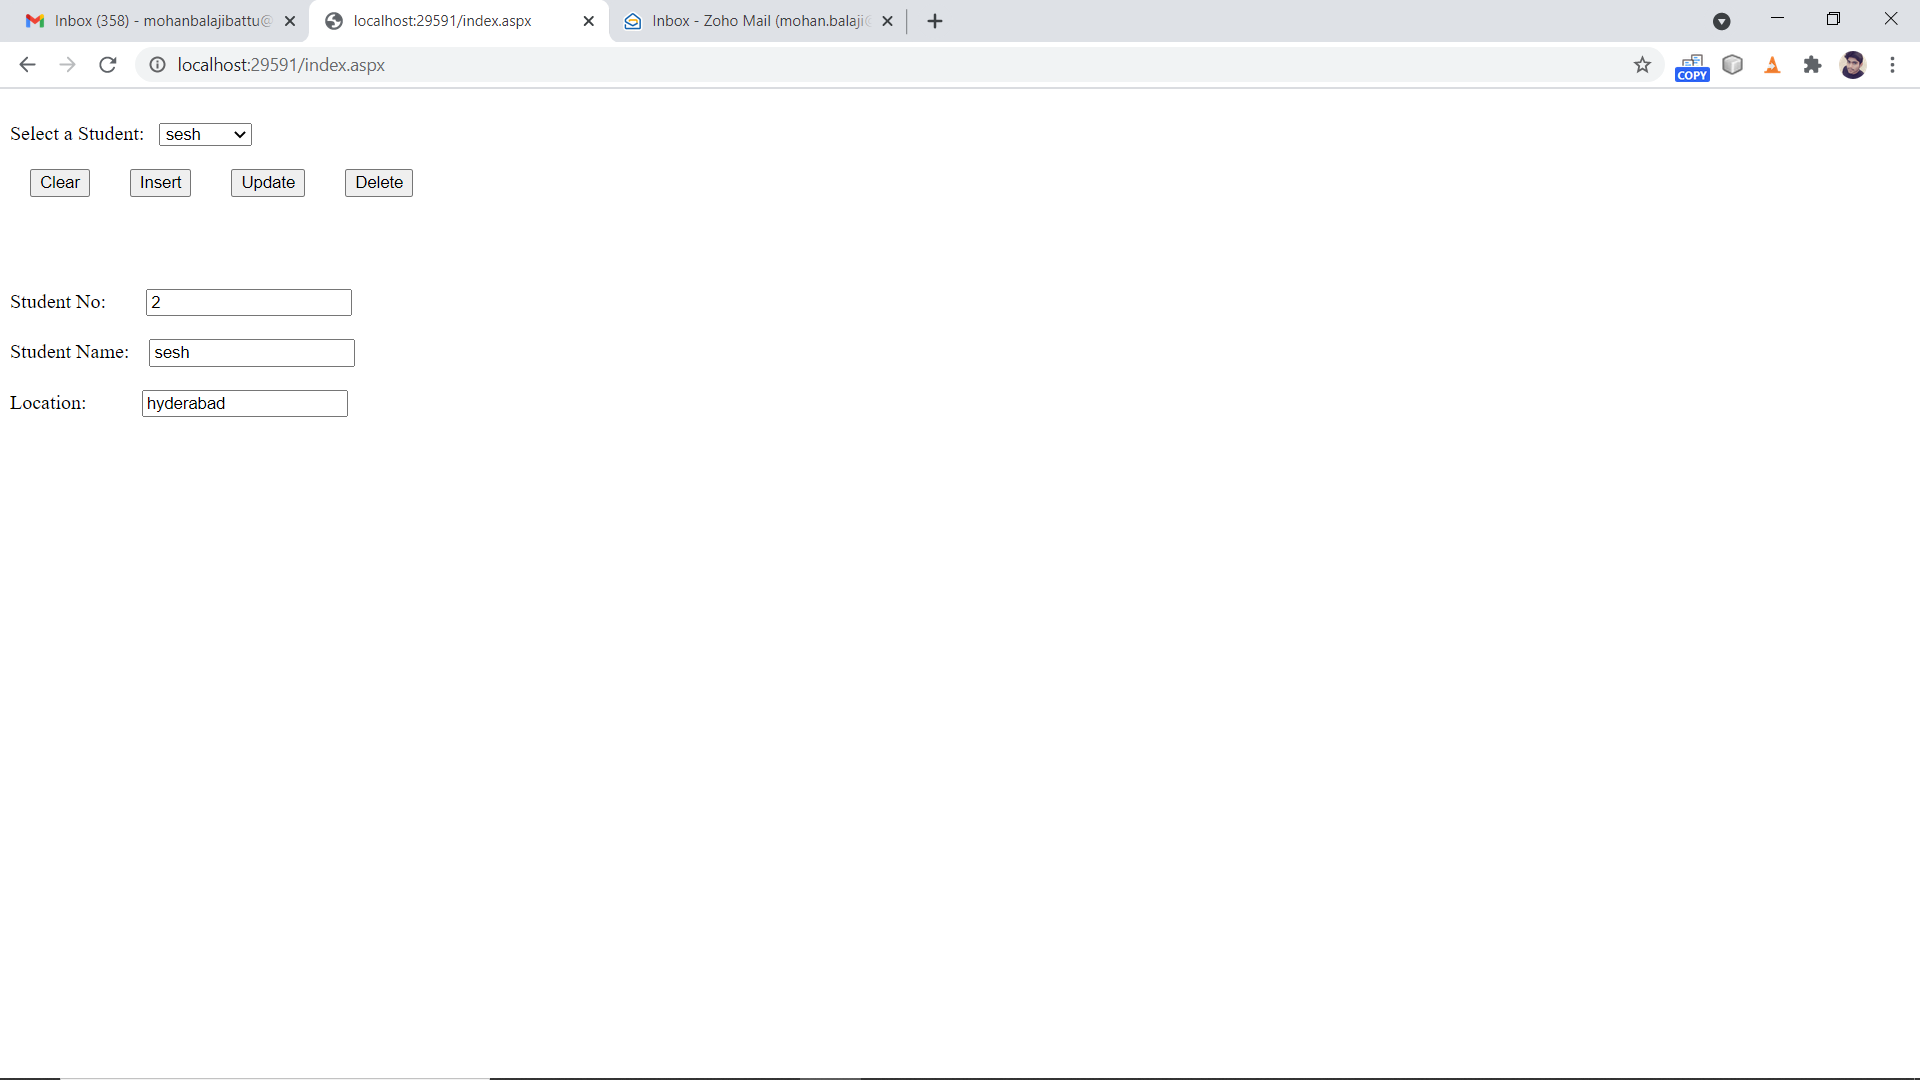 Inbox (358) - mohanbalajibattu@
localhost:29591/index.aspx
Inbox - Zoho Mail (mohan.balaji@
localhost:29591/index.aspx
COPY
Select a Student: sesh
Clear Insert Update Delete
Student No: 2
Student Name: sesh
Location: hyderabad